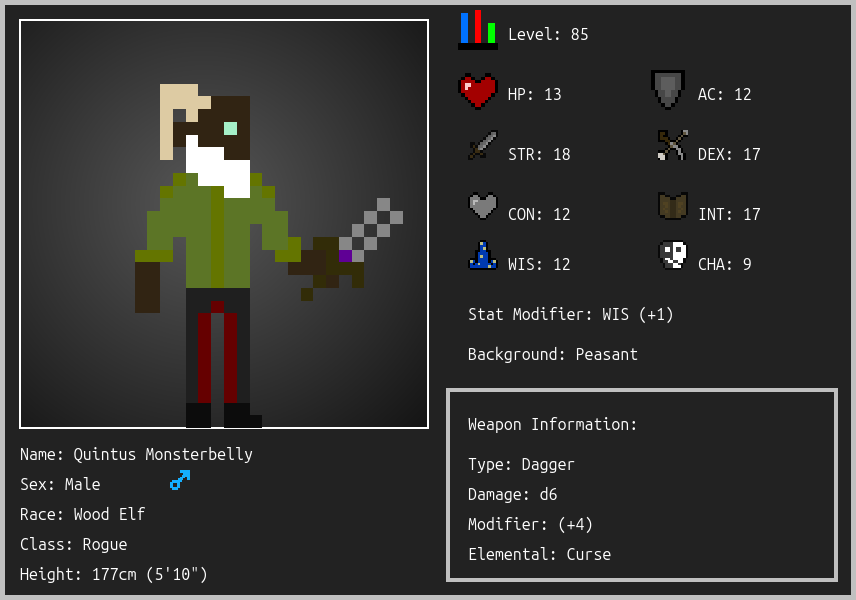 Level: 85
HP: 13
AC: 12
STR: 18
DEX: 17
CON: 12
INT: 17
WIS: 12
CHA: 9
Stat Modifier: WIS (+1)
Background: Peasant
Weapon Information:
Type: Dagger
Damage: d6
Modifier: (+4)
Elemental: Curse
Name: Quintus Monsterbelly
Sex: Male
Race: Wood Elf
Class: Rogue
Height: 177cm (5'10")